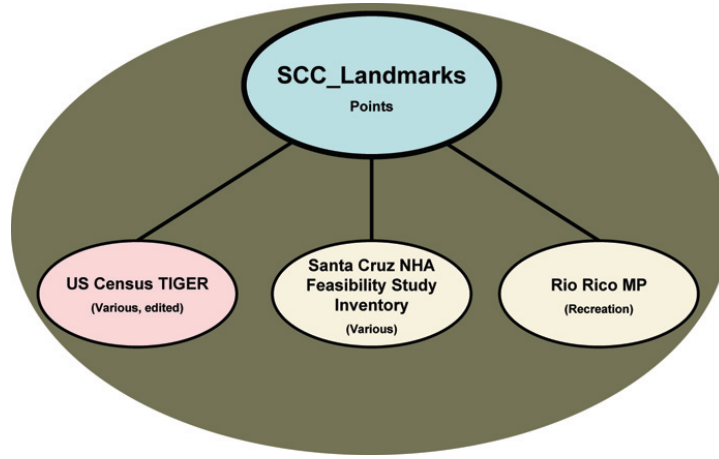 SCC_Landmarks
Points
US Census TIGER
(Various, edited)
Santa Cruz NHA
Feasibility Study
Inventory
(Various)
Rio Rico MP
(Recreation)